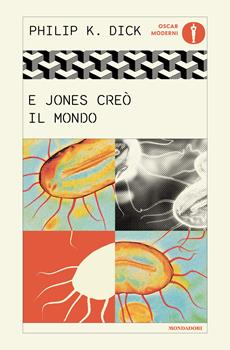 PHILIP K. DICK
OSCAR
MODERNI
E JONES CREÒ
IL MONDO
MONDADORI